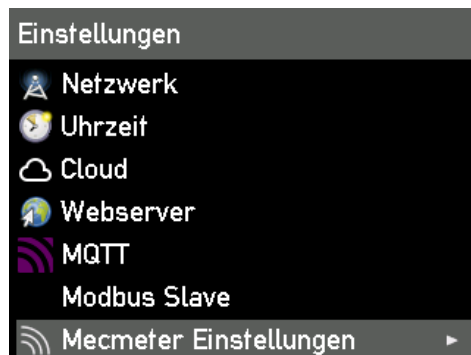 Einstellungen
Netzwerk
Uhrzeit
Cloud
Webserver
MQTT
Modbus Slave
Mecmeter Einstellungen